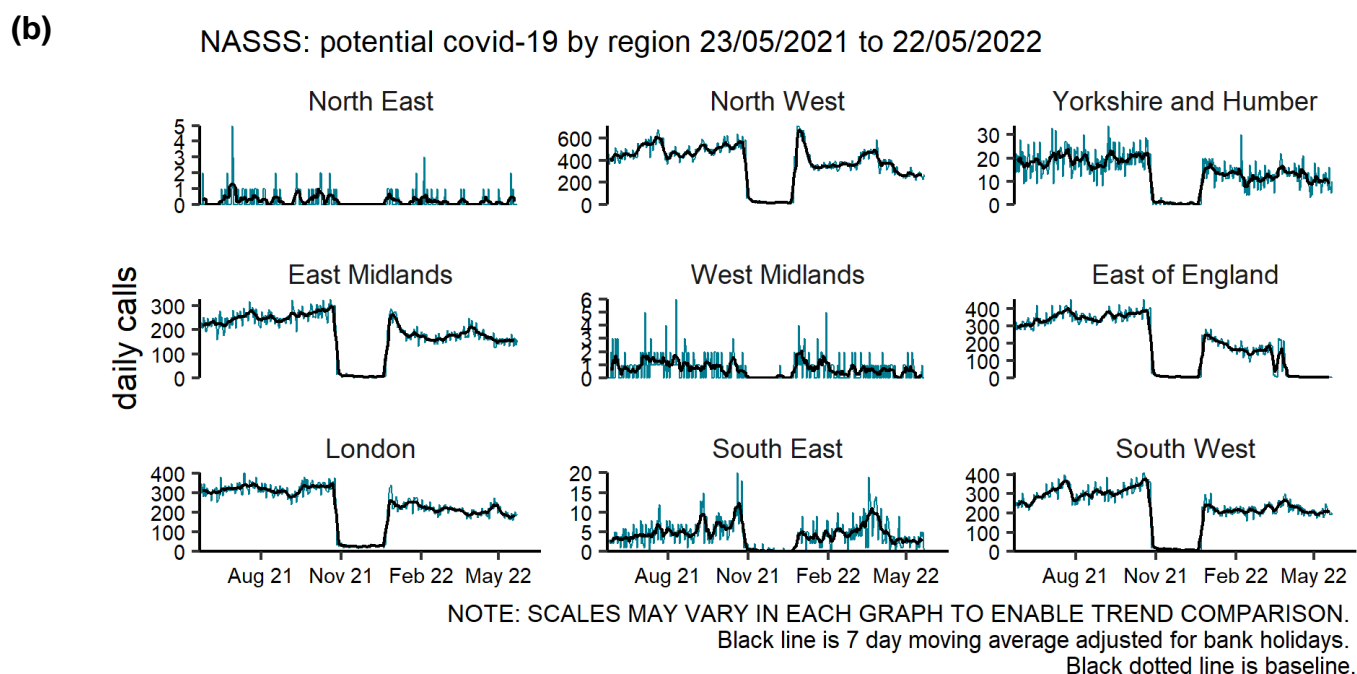 (b)
NASSS: potential covid-19 by region 23/05/2021 to 22/05/2022
North East
North West
Yorkshire and Humber
5
4
3
2
1
0
600
400
200
0
30
20
10
0
daily calls
East Midlands
West Midlands
East of England
300
200
100
0
6
5
4
3
2
1
0
400
300
200
100
0
London
South East
South West
400
300
200
100
0
20
15
10
5
0
400
300
200
100
0
Aug 21 Nov 21 Feb 22 May 22
Aug 21 Nov 21 Feb 22 May 22
Aug 21 Nov 21 Feb 22 May 22
NOTE: SCALES MAY VARY IN EACH GRAPH TO ENABLE TREND COMPARISON.
Black line is 7 day moving average adjusted for bank holidays.
Black dotted line is baseline.